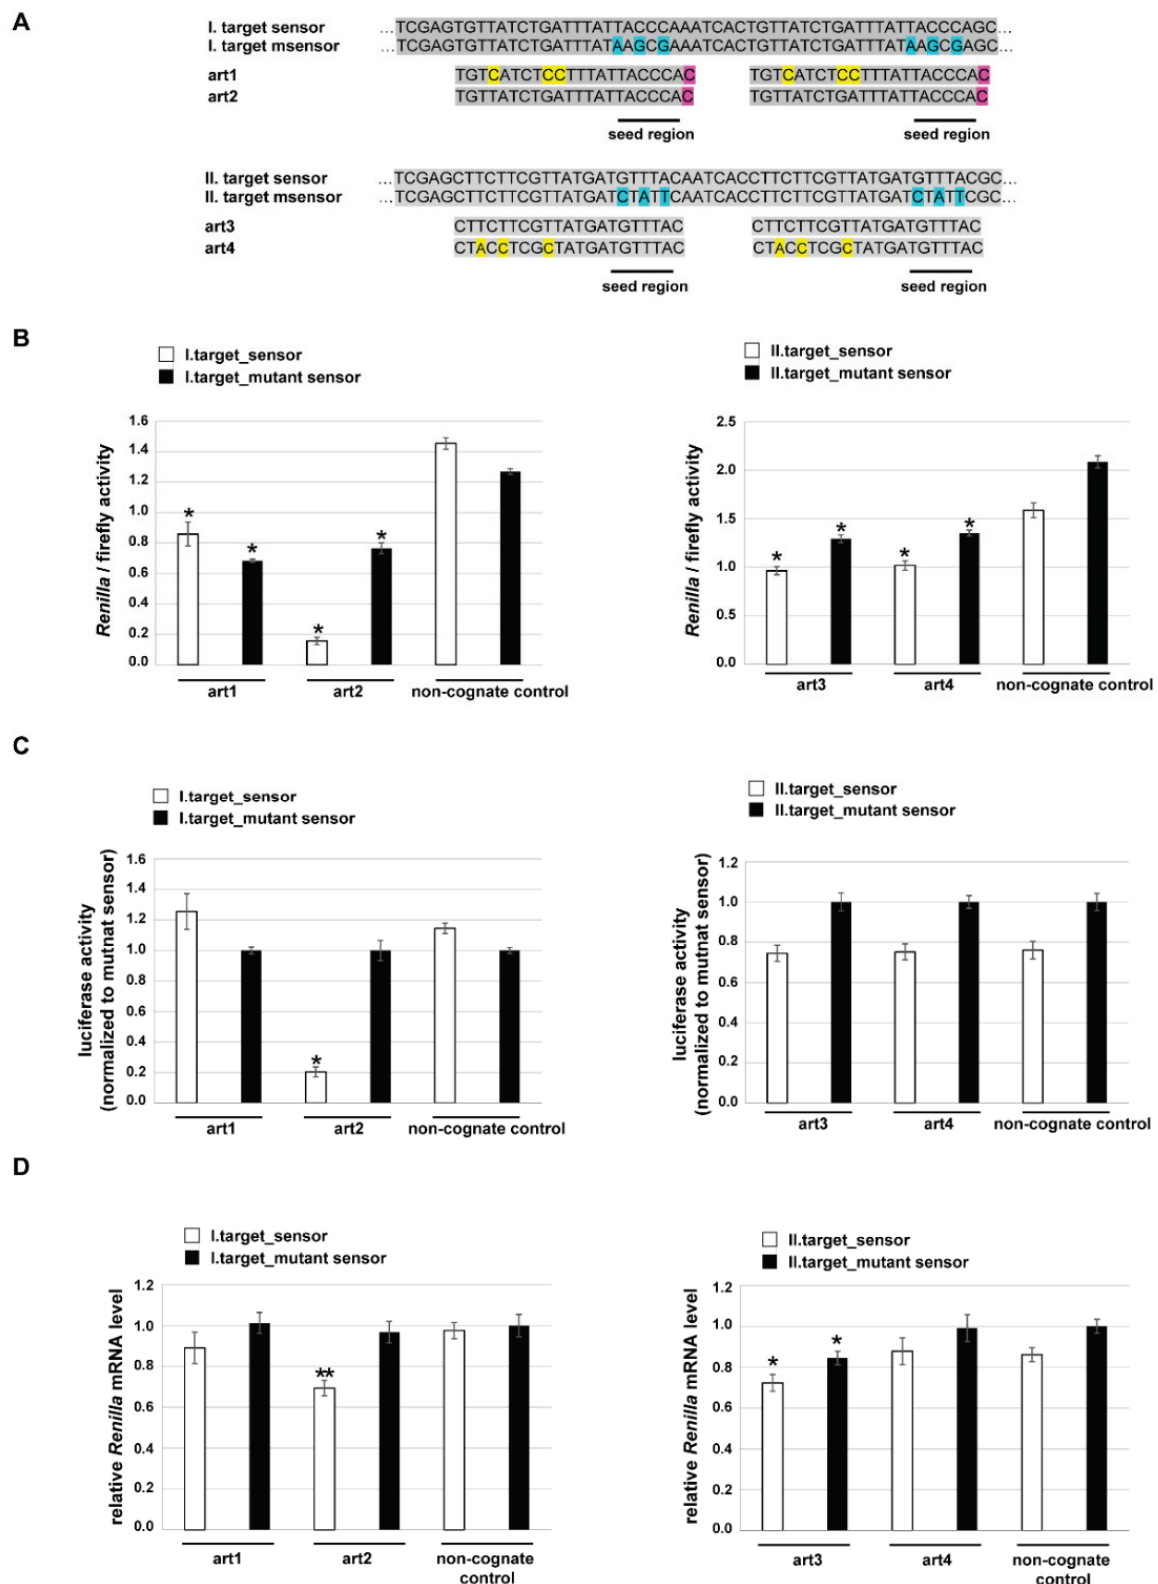 A
I. target sensor ...TCGAGTGTTATCTGATTTATTACCCAAATCACTGTTATCTGATTTATTACCCAGC...
I. target msensor ...TCGAGTGTTATCTGATTTATAAGCGAAATCACTGTTATCTGATTTATAAGCGAGC...
art1 TGTCATCTCCTTTATTACCCAC TGTCATCTCCTTTATTACCCAC
art2 TGTTATCTGATTTATTACCCAC TGTTATCTGATTTATTACCCAC
seed region seed region
II. target sensor ...TCGAGCTTCTTCGTTATGATGTTTACAATCACCTTCTTCGTTATGATGTTTACGC...
II. target msensor ...TCGAGCTTCTTCGTTATGATCTATTCAATCACCTTCTTCGTTATGATCTATTCGC...
art3 CTTCTTCGTTATGATGTTTAC CTTCTTCGTTATGATGTTTAC
art4 CTACCTCGCTATGATGTTTAC CTACCTCGCTATGATGTTTAC
seed region seed region
B
I.target_sensor
I.target_mutant sensor
Renilla / firefly activity
1.6
1.4
1.2
1.0
0.8
0.6
0.4
0.2
0.0
* * * *
art1 art2 non-cognate control
II.target_sensor
II.target_mutant sensor
Renilla / firefly activity
2.5
2.0
1.5
1.0
0.5
0.0
* * * *
art3 art4 non-cognate control
C
I.target_sensor
I.target_mutant sensor
luciferase activity
(normalized to mutnat sensor)
1.6
1.4
1.2
1.0
0.8
0.6
0.4
0.2
0.0
*
art1 art2 non-cognate control
II.target_sensor
II.target_mutant sensor
luciferase activity
(normalized to mutnat sensor)
1.2
1.0
0.8
0.6
0.4
0.2
0.0
art3 art4 non-cognate control
D
I.target_sensor
I.target_mutant sensor
relative Renilla mRNA level
1.2
1.0
0.8
0.6
0.4
0.2
0.0
**
art1 art2 non-cognate
control
II.target_sensor
II.target_mutant sensor
relative Renilla mRNA level
1.2
1.0
0.8
0.6
0.4
0.2
0.0
* *
art3 art4 non-cognate
control